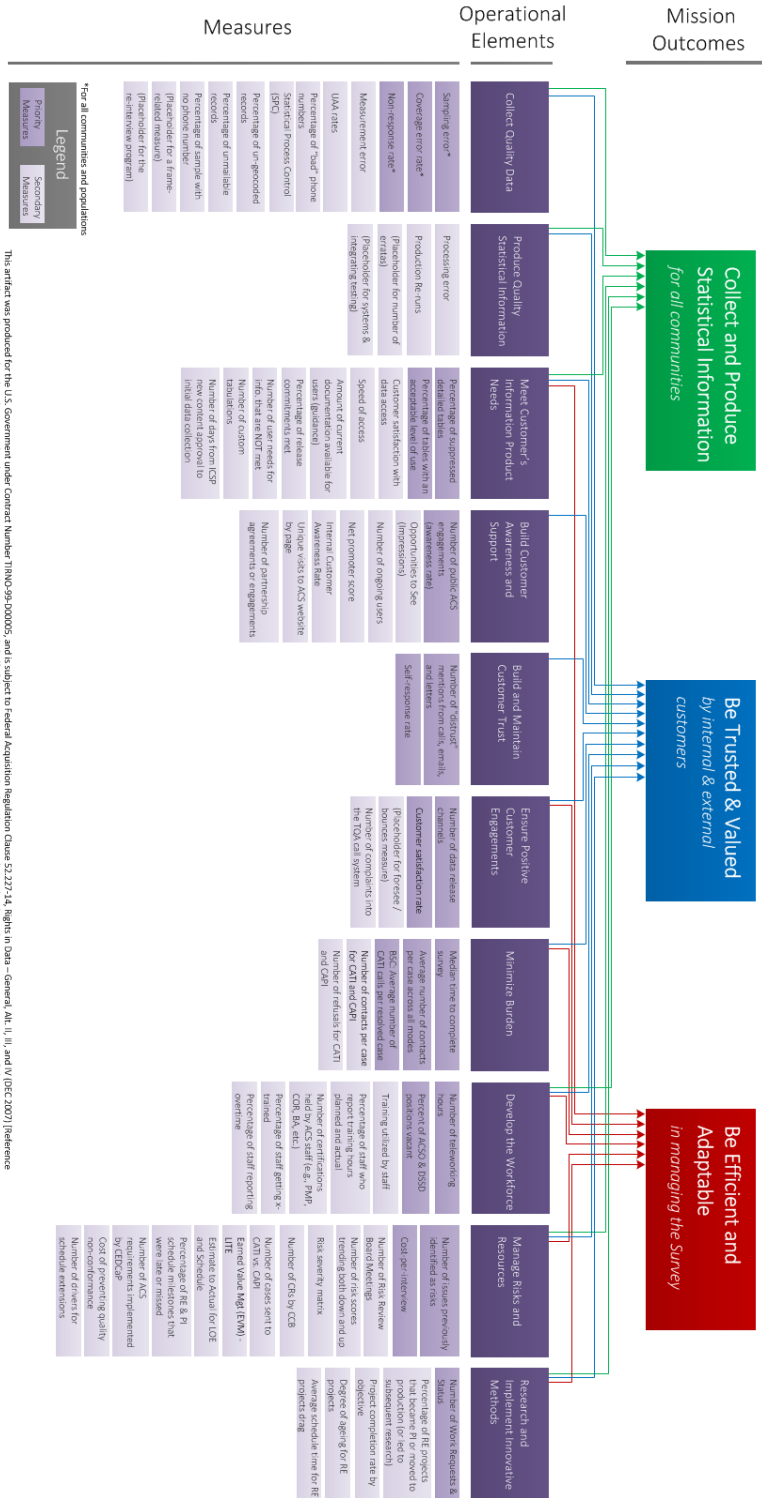 Mission
Outcomes
Collect and Produce
Statistical Information
for all communities
Be Trusted & Valued
by internal & external
customers
Be Efficient and
Adaptable
in managing the Survey
Operational
Elements
Collect Quality Data
Produce Quality
Statistical Information
Meet Customer's
Information Product
Needs
Build Customer
Awareness and
Support
Build and Maintain
Customer Trust
Ensure Positive
Customer
Engagements
Minimize Burden
Develop the Workforce
Manage Risks and
Resources
Research and
Implement Innovative
Methods
Measures
Sampling error*
Coverage error rate*
Non-response rate*
Measurement error
UAA rates
Percentage of "bad" phone
numbers
Statistical Process Control
(SPC)
Percentage of un-geocoded
records
Percentage of unmailable
records
Percentage of sample with
no phone number
(Placeholder for a frame-
related measure)
(Placeholder for the
re-interview program)
Processing error
Production Re-runs
(Placeholder for number of
erratas)
(Placeholder for systems &
integrating testing)
Percentage of suppressed
detailed tables
Percentage of tables with an
acceptable level of use
Customer satisfaction with
data access
Speed of access
Amount of current
documentation available for
users (guidance)
Percentage of release
commitments met
Number of user needs for
info. that are NOT met
Number of custom
tabulations
Number of days from ICSP
new content approval to
initial data collection
Number of public ACS
engagements
(awareness rate)
Opportunities to See
(Impressions)
Number of ongoing users
Net promoter score
Internal Customer
Awareness Rate
Unique visits to ACS website
by page
Number of partnership
agreements or engagements
Number of "distrust"
mentions from calls, emails,
and letters
Self-response rate
Number of data release
channels
Customer satisfaction rate
(Placeholder for foresee /
bounces measure)
Number of complaints into
the TQA call system
Median time to complete
survey
Average number of contacts
per case across all modes
BSC: Average number of
CATI calls per resolved case
Number of contacts per case
for CATI and CAPI
Number of refusals for CATI
and CAPI
Number of teleworking
hours
Percent of ACSO & DSSD
positions vacant
Training utilized by staff
Percentage of staff who
report training hours
planned and actual
Number of certifications
held by ACS staff (e.g., PMP,
COR, BA, etc.)
Percentage of staff getting x-
trained
Percentage of staff reporting
overtime
Number of issues previously
identified as risks
Cost per-interview
Number of Risk Review
Board Meetings
Number of risk scores
trending both down and up
Risk severity matrix
Number of CRs by CCB
Number of cases sent to
CATI vs. CAPI
Earned Value Mgt (EVM) -
LITE
Estimate to Actual for LOE
and Schedule
Percentage of RE & PI
schedule milestones that
were late or missed
Number of ACS
requirements implemented
by CEDCaP
Cost of preventing quality
non-conformance
Number of drivers for
schedule extensions
Number of Work Requests &
Status
Percentage of RE projects
that became PI or moved to
production (or led to
subsequent research)
Project completion rate by
objective
Degree of ageing for RE
projects
Average schedule time for RE
projects drag
*For all communities and populations
Legend
Priority
Measures
Secondary
Measures
This artifact was produced for the U.S. Government under Contract Number TIRNO-99-D00005, and is subject to Federal Acquisition Regulation Clause 52.227-14, Rights in Data – General, Alt. II, III, and IV (DEC 2007) [Reference